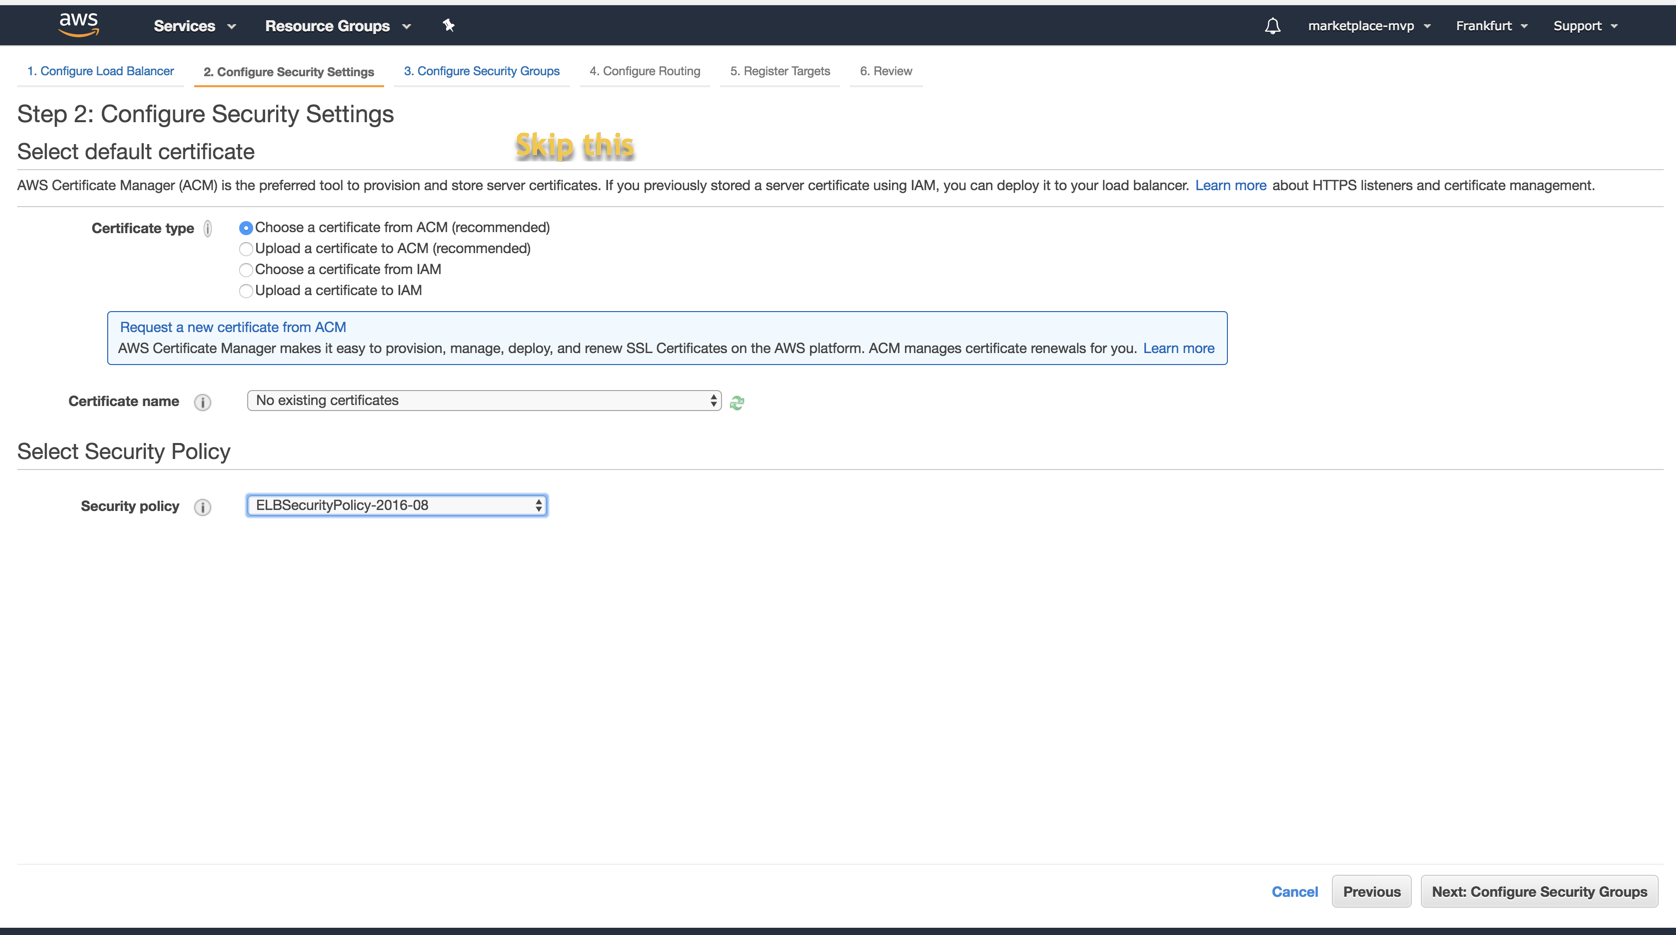 aws Services Resource Groups marketplace-mvp Frankfurt Support
1. Configure Load Balancer 2. Configure Security Settings 3. Configure Security Groups 4. Configure Routing 5. Register Targets 6. Review
Step 2: Configure Security Settings
Skip this
Select default certificate
AWS Certificate Manager (ACM) is the preferred tool to provision and store server certificates. If you previously stored a server certificate using IAM, you can deploy it to your load balancer. Learn more about HTTPS listeners and certificate management.
Certificate type i Choose a certificate from ACM (recommended)
Upload a certificate to ACM (recommended)
Choose a certificate from IAM
Upload a certificate to IAM
Request a new certificate from ACM
AWS Certificate Manager makes it easy to provision, manage, deploy, and renew SSL Certificates on the AWS platform. ACM manages certificate renewals for you. Learn more
Certificate name i No existing certificates
Select Security Policy
Security policy i ELBSecurityPolicy-2016-08
Cancel Previous Next: Configure Security Groups